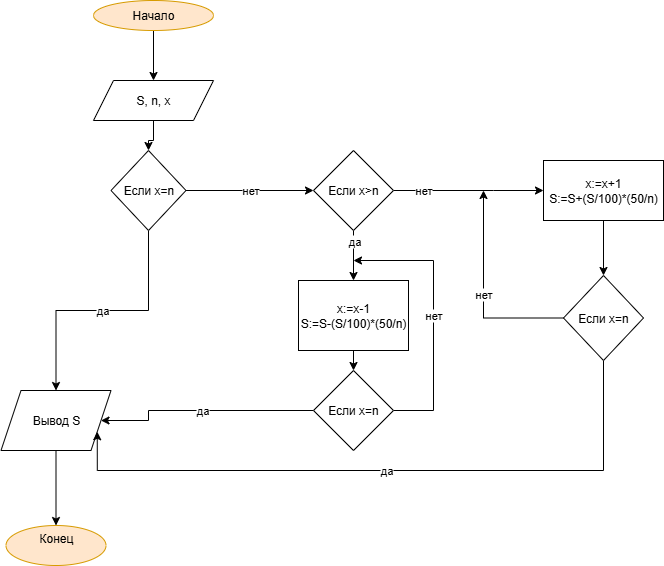 Начало
S, n, x
Если x=n
нет
Если x>n
нет
x:=x+1
S:=S+(S/100)*(50/n)
да
да
x:=x-1
S:=S-(S/100)*(50/n)
нет
нет
Если x=n
Вывод S
да
Если x=n
да
Конец